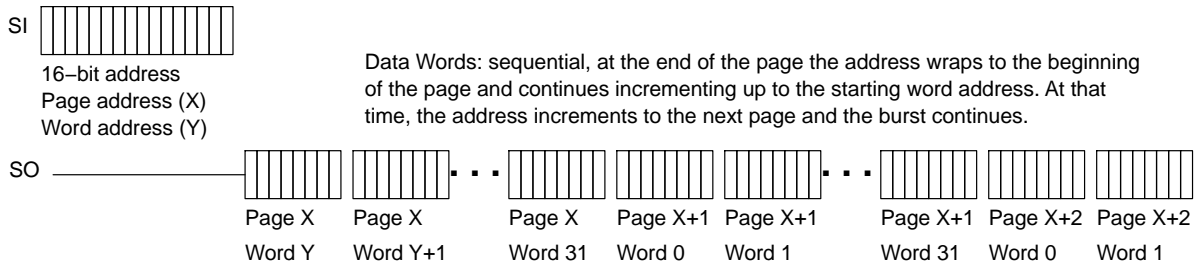 SI
16−bit address
Page address (X)
Word address (Y)
Data Words: sequential, at the end of the page the address wraps to the beginning
of the page and continues incrementing up to the starting word address. At that
time, the address increments to the next page and the burst continues.
SO
Page X Page X Page X Page X+1 Page X+1 Page X+1 Page X+2 Page X+2
Word Y Word Y+1 Word 31 Word 0 Word 1 Word 31 Word 0 Word 1